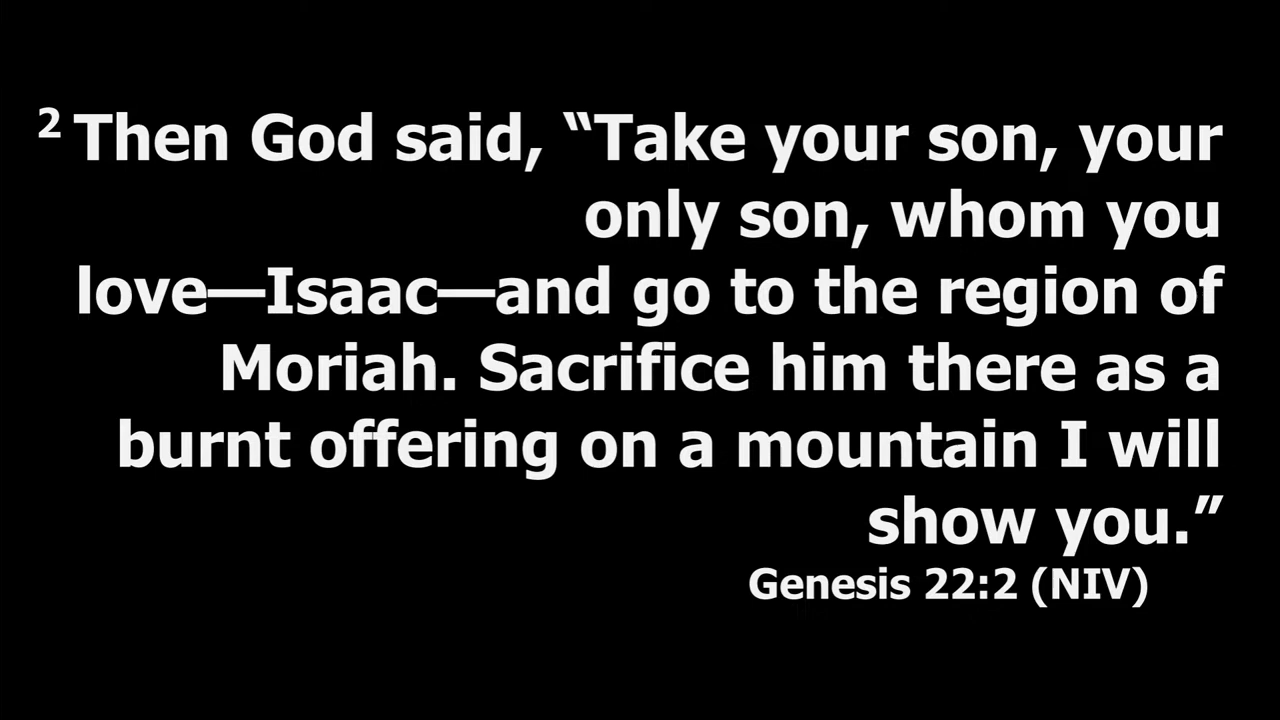 2 Then God said, “Take your son, your
only son, whom you
love—Isaac—and go to the region of
Moriah. Sacrifice him there as a
burnt offering on a mountain I will
show you.”
Genesis 22:2 (NIV)